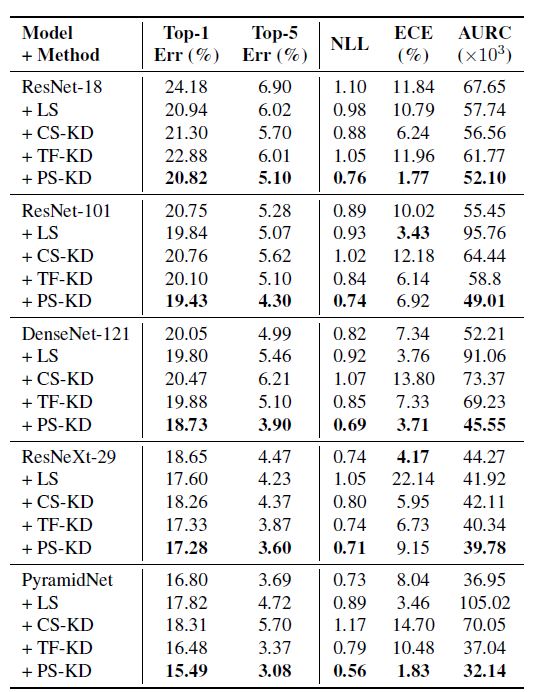 Model Top-1 Top-5 NLL ECE AURC
+ Method Err (%) Err (%) (%) (×10³)
ResNet-18 24.18 6.90 1.10 11.84 67.65
+ LS 20.94 6.02 0.98 10.79 57.74
+ CS-KD 21.30 5.70 0.88 6.24 56.56
+ TF-KD 22.88 6.01 1.05 11.96 61.77
+ PS-KD 20.82 5.10 0.76 1.77 52.10
ResNet-101 20.75 5.28 0.89 10.02 55.45
+ LS 19.84 5.07 0.93 3.43 95.76
+ CS-KD 20.76 5.62 1.02 12.18 64.44
+ TF-KD 20.10 5.10 0.84 6.14 58.8
+ PS-KD 19.43 4.30 0.74 6.92 49.01
DenseNet-121 20.05 4.99 0.82 7.34 52.21
+ LS 19.80 5.46 0.92 3.76 91.06
+ CS-KD 20.47 6.21 1.07 13.80 73.37
+ TF-KD 19.88 5.10 0.85 7.33 69.23
+ PS-KD 18.73 3.90 0.69 3.71 45.55
ResNeXt-29 18.65 4.47 0.74 4.17 44.27
+ LS 17.60 4.23 1.05 22.14 41.92
+ CS-KD 18.26 4.37 0.80 5.95 42.11
+ TF-KD 17.33 3.87 0.74 6.73 40.34
+ PS-KD 17.28 3.60 0.71 9.15 39.78
PyramidNet 16.80 3.69 0.73 8.04 36.95
+ LS 17.82 4.72 0.89 3.46 105.02
+ CS-KD 18.31 5.70 1.17 14.70 70.05
+ TF-KD 16.48 3.37 0.79 10.48 37.04
+ PS-KD 15.49 3.08 0.56 1.83 32.14